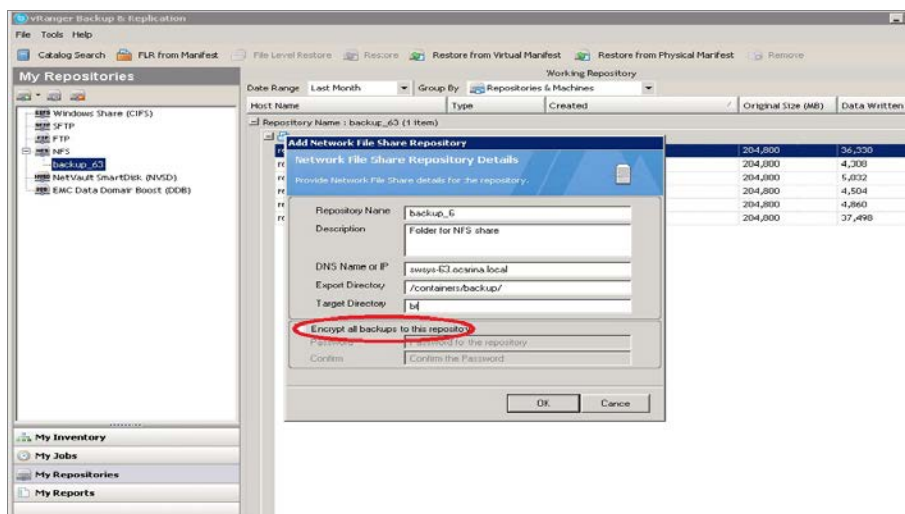 vRanger Backup & Replication
File Tools Help
Catalog Search FLR from Manifest File Level Restore Restore Restore from Virtual Manifest Restore from Physical Manifest Remove
My Repositories
Working Repository
Date Range Last Month Group By Repositories & Machines
Host Name Type Created Original Size (MB) Data Written
Windows Share (CIFS)
SFTP
FTP
NFS
backup_63
NetVault SmartDisk (NVSD)
EMC Data Domain Boost (DDB)
Repository Name : backup_63 (1 item)
204,800 36,330
204,800 4,308
204,800 5,032
204,800 4,504
204,800 4,860
204,800 37,498
Add Network File Share Repository
Network File Share Repository Details
Provide Network File Share details for the repository.
Repository Name backup_6
Description Folder for NFS share
DNS Name or IP swsys-63.ocarina.local
Export Directory /containers/backup/
Target Directory
Encrypt all backups to this repository
Password Password for the repository
Confirm Confirm the Password
OK Cance
My Inventory
My Jobs
My Repositories
My Reports